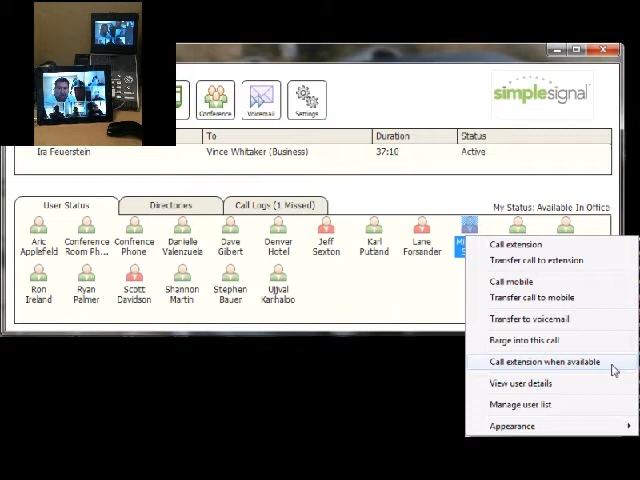 Conference
Voicemail
Settings
simplesignal
To
Duration
Status
Ira Feuerstein
Vince Whitaker (Business)
37:10
Active
User Status
Directories
Call Logs (1 Missed)
My Status: Available In Office
Aric Applefeld
Conference Room Ph...
Confrence Phone
Danielle Valenzuela
Dave Gibert
Denver Hotel
Jeff Sexton
Karl Putland
Lane Forsander
Ron Ireland
Ryan Palmer
Scott Davidson
Shannon Martin
Stephen Bauer
Ujjval Karhaloo
Call extension
Transfer call to extension
Call mobile
Transfer call to mobile
Transfer to voicemail
Barge into this call
Call extension when available
View user details
Manage user list
Appearance